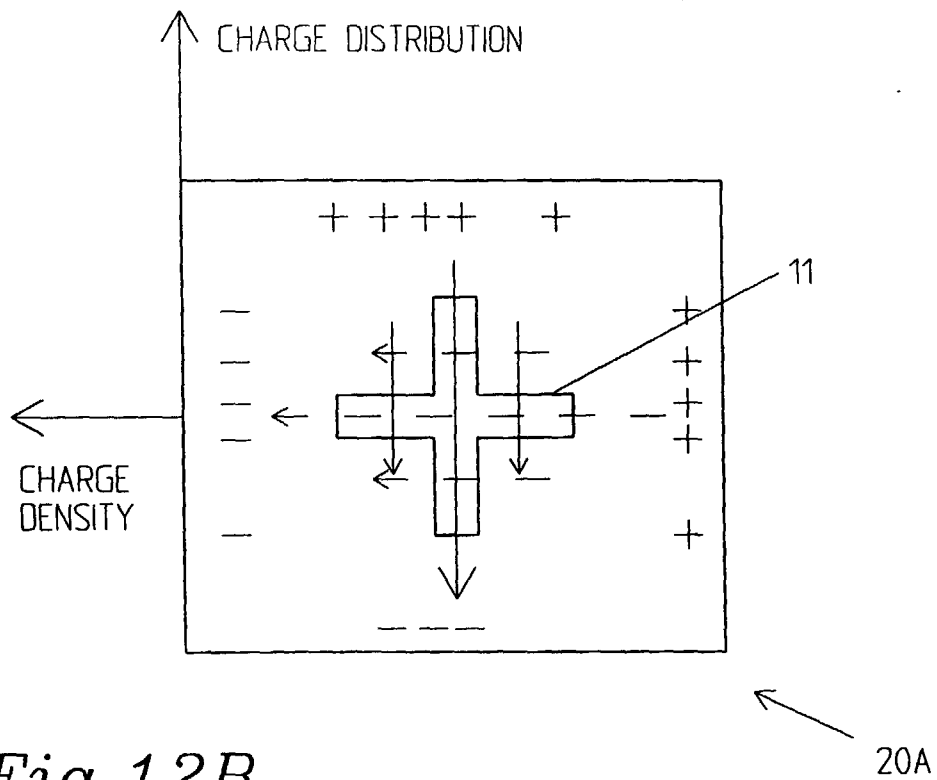 CHARGE DISTRIBUTION
+ + + + +
11
CHARGE
DENSITY
20A
Fig. 12B